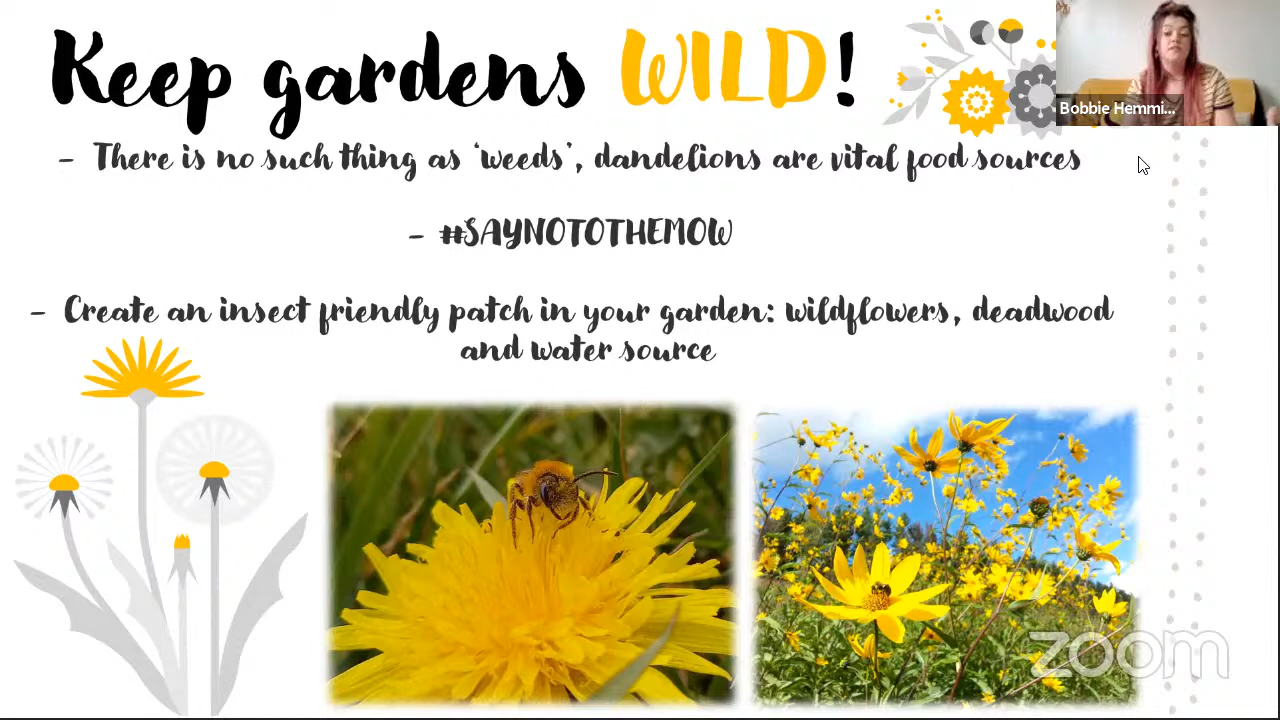 Keep gardens WILD!
Bobbie Hemmi...
- There is no such thing as 'weeds', dandelions are vital food sources
- #SAYNOTOTHEMOW
- Create an insect friendly patch in your garden: wildflowers, deadwood
and water source
zoom